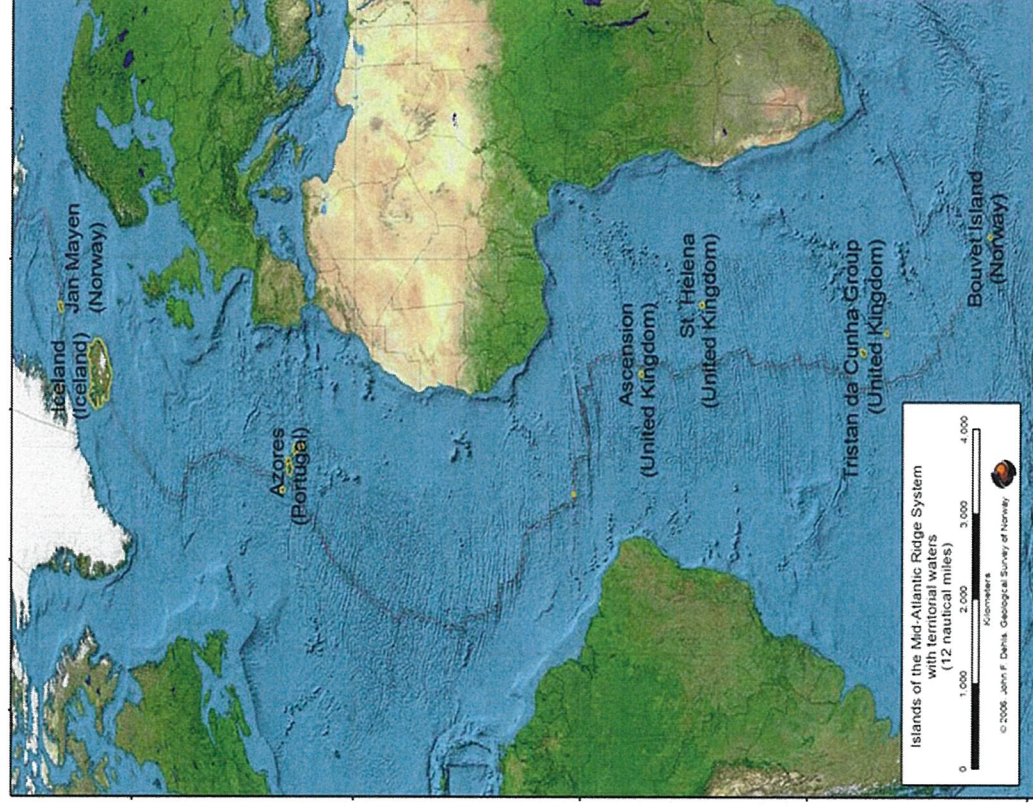 Jan Mayen
(Norway)
Iceland
(Iceland)
Azores
(Portugal)
Ascension
(United Kingdom)
St. Helena
(United Kingdom)
Tristan da Cunha Group
(United Kingdom)
Bouvet Island
(Norway)
Islands of the Mid-Atlantic Ridge System
with territorial waters
(12 nautical miles)
0 1.000 2.000 3.000 4.000
Kilometers
© 2006. John F. Dehls. Geological Survey of Norway